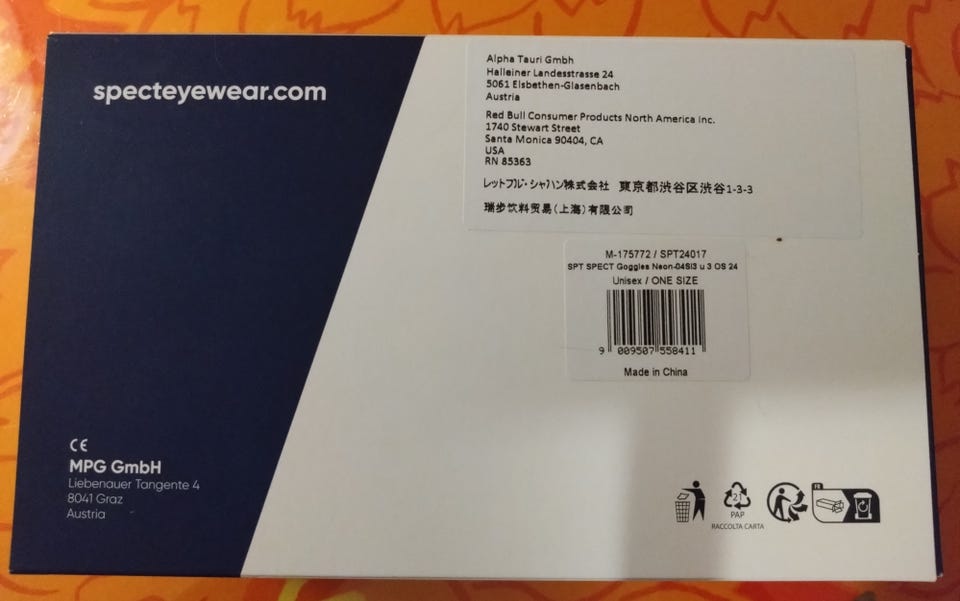 specteyewear.com
Alpha Tauri Gmbh
Halleiner Landesstrasse 24
5061 Elsbethen-Glasenbach
Austria
Red Bull Consumer Products North America Inc.
1740 Stewart Street
Santa Monica 90404, CA
USA
RN 85363
レットブル･シャハン株式会社 東京都渋谷区渋谷1-3-3
瑞步饮料贸易（上海）有限公司
M-175772 / SPT24017
SPT SPECT Goggles Neon-04SI3 u 3 OS 24
Unisex / ONE SIZE
9 009507 558411
Made in China
CE
MPG GmbH
Liebenauer Tangente 4
8041 Graz
Austria
21
PAP
RACCOLTA CARTA
FR